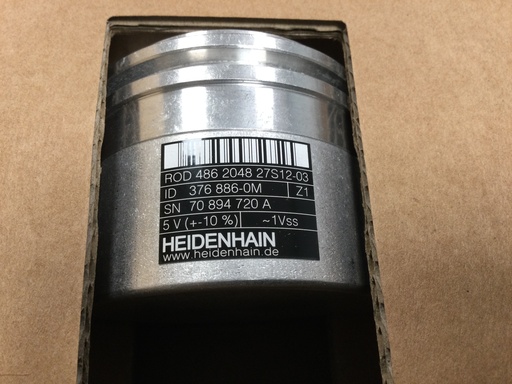 ROD 486 2048 27S12-03
ID 376 886-0M Z1
SN 70 894 720 A
5 V (+-10 %) ~1Vss
HEIDENHAIN
www.heidenhain.de